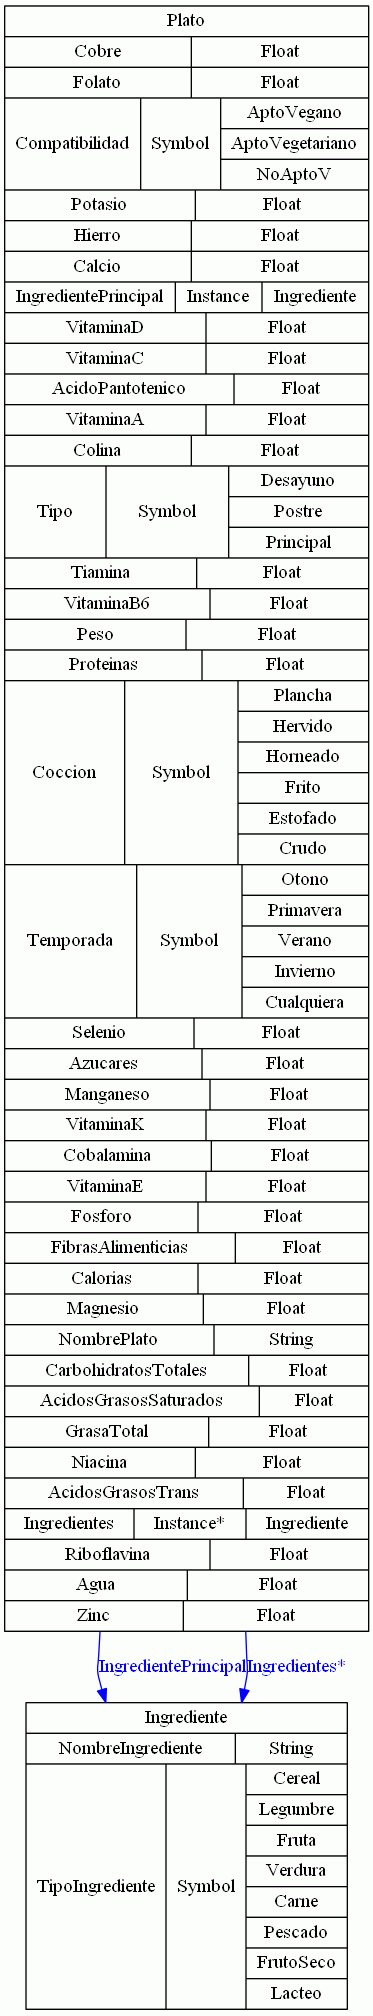 Plato
Cobre Float
Folato Float
Compatibilidad Symbol AptoVegano
AptoVegetariano
NoAptoV
Potasio Float
Hierro Float
Calcio Float
IngredientePrincipal Instance Ingrediente
VitaminaD Float
VitaminaC Float
AcidoPantotenico Float
VitaminaA Float
Colina Float
Tipo Symbol Desayuno
Postre
Principal
Tiamina Float
VitaminaB6 Float
Peso Float
Proteinas Float
Coccion Symbol Plancha
Hervido
Horneado
Frito
Estofado
Crudo
Temporada Symbol Otono
Primavera
Verano
Invierno
Cualquiera
Selenio Float
Azucares Float
Manganeso Float
VitaminaK Float
Cobalamina Float
VitaminaE Float
Fosforo Float
FibrasAlimenticias Float
Calorias Float
Magnesio Float
NombrePlato String
CarbohidratosTotales Float
AcidosGrasosSaturados Float
GrasaTotal Float
Niacina Float
AcidosGrasosTrans Float
Ingredientes Instance* Ingrediente
Riboflavina Float
Agua Float
Zinc Float
IngredientePrincipal Ingredientes*
Ingrediente
NombreIngrediente String
TipoIngrediente Symbol Cereal
Legumbre
Fruta
Verdura
Carne
Pescado
FrutoSeco
Lacteo